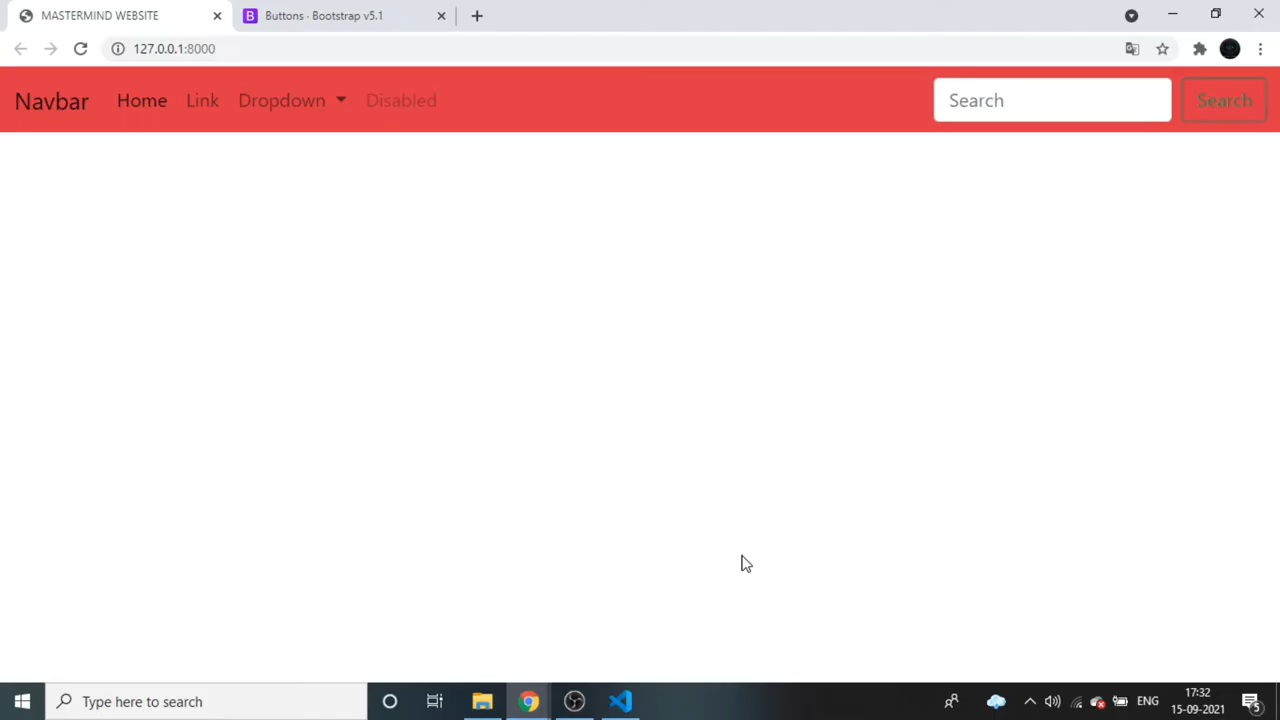 MASTERMIND WEBSITE
Buttons · Bootstrap v5.1
127.0.0.1:8000
Navbar Home Link Dropdown Disabled Search Search
Type here to search
ENG
17:32
15-09-2021
5